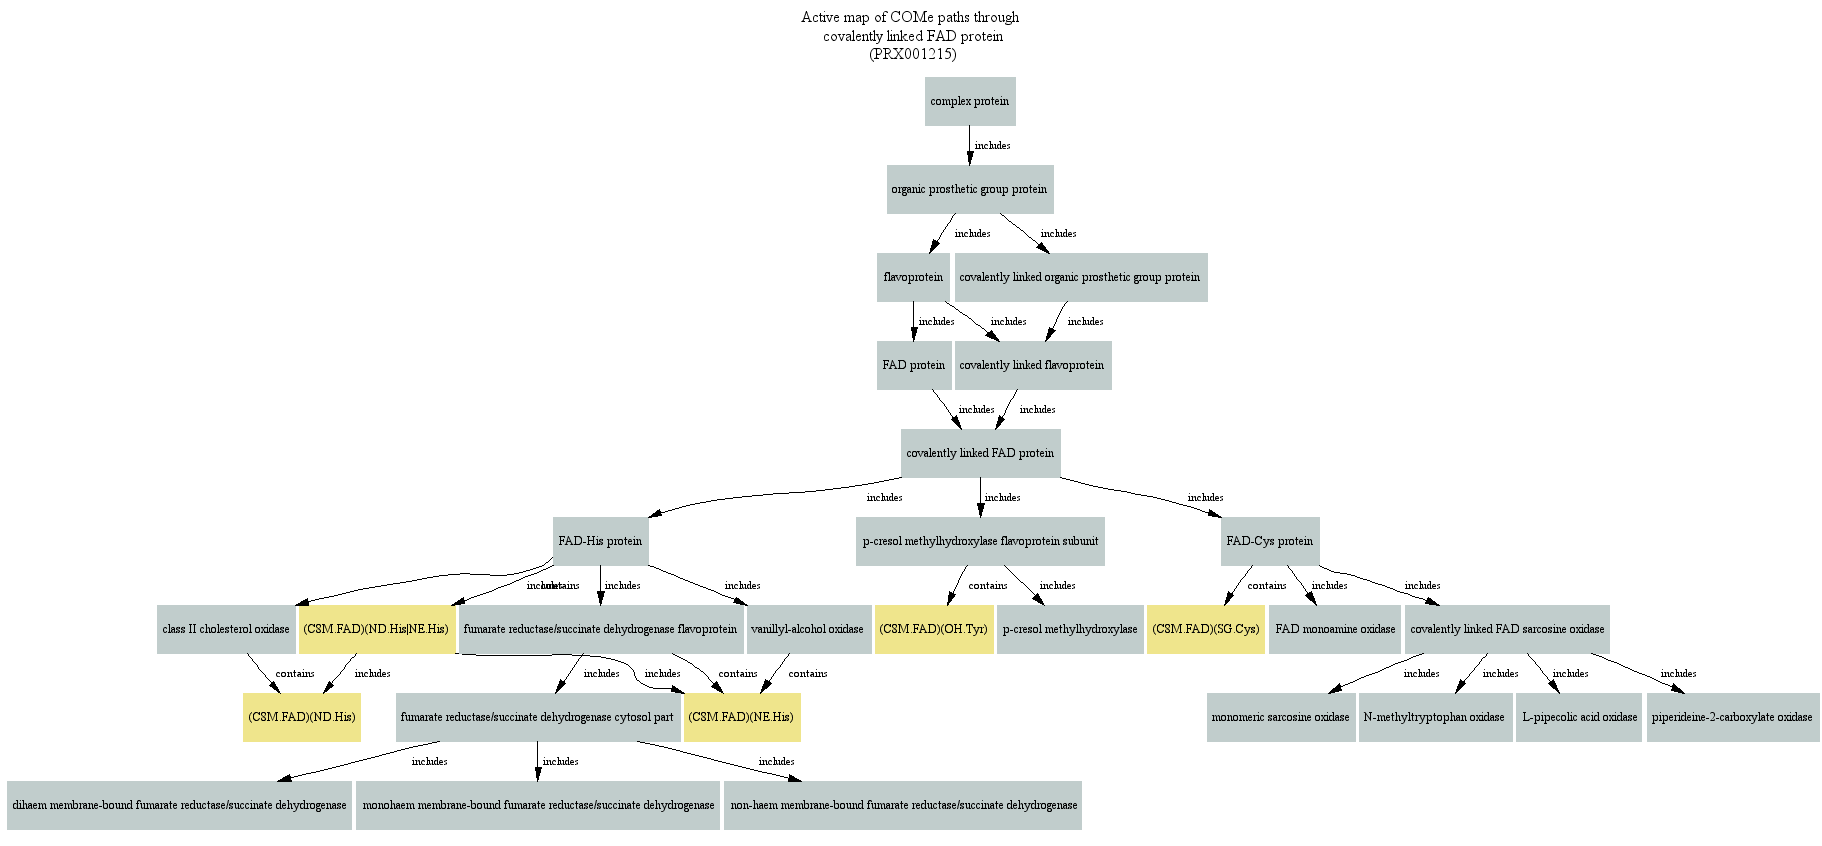 Active map of COMe paths through
covalently linked FAD protein
(PRX001215)
complex protein
includes
organic prosthetic group protein
includes includes
flavoprotein covalently linked organic prosthetic group protein
includes includes includes
FAD protein covalently linked flavoprotein
includes includes
covalently linked FAD protein
includes includes includes
FAD-His protein p-cresol methylhydroxylase flavoprotein subunit FAD-Cys protein
includes contains includes includes contains includes contains includes includes
class II cholesterol oxidase (C8M.FAD)(ND.His|NE.His) fumarate reductase/succinate dehydrogenase flavoprotein vanillyl-alcohol oxidase (C8M.FAD)(OH.Tyr) p-cresol methylhydroxylase (C8M.FAD)(SG.Cys) FAD monoamine oxidase covalently linked FAD sarcosine oxidase
contains includes includes includes contains contains includes includes includes includes
(C8M.FAD)(ND.His) fumarate reductase/succinate dehydrogenase cytosol part (C8M.FAD)(NE.His) monomeric sarcosine oxidase N-methyltryptophan oxidase L-pipecolic acid oxidase piperideine-2-carboxylate oxidase
includes includes includes
dihaem membrane-bound fumarate reductase/succinate dehydrogenase monohaem membrane-bound fumarate reductase/succinate dehydrogenase non-haem membrane-bound fumarate reductase/succinate dehydrogenase